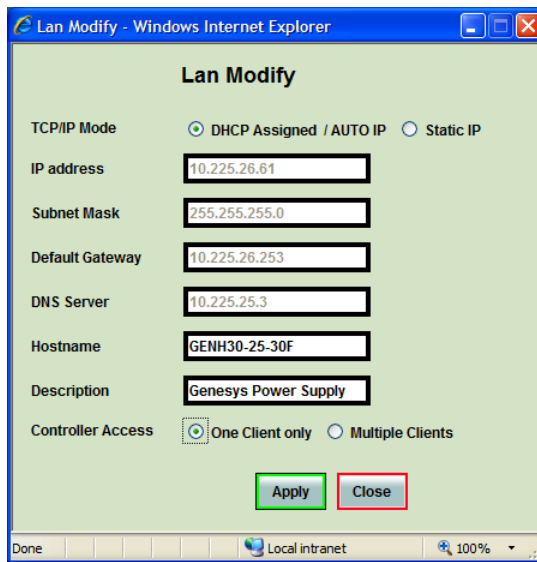 Lan Modify - Windows Internet Explorer
Lan Modify
TCP/IP Mode DHCP Assigned / AUTO IP Static IP
IP address 10.225.26.61
Subnet Mask 255.255.255.0
Default Gateway 10.225.26.253
DNS Server 10.225.25.3
Hostname GENH30-25-30F
Description Genesys Power Supply
Controller Access One Client only Multiple Clients
Apply Close
Done Local intranet 100%